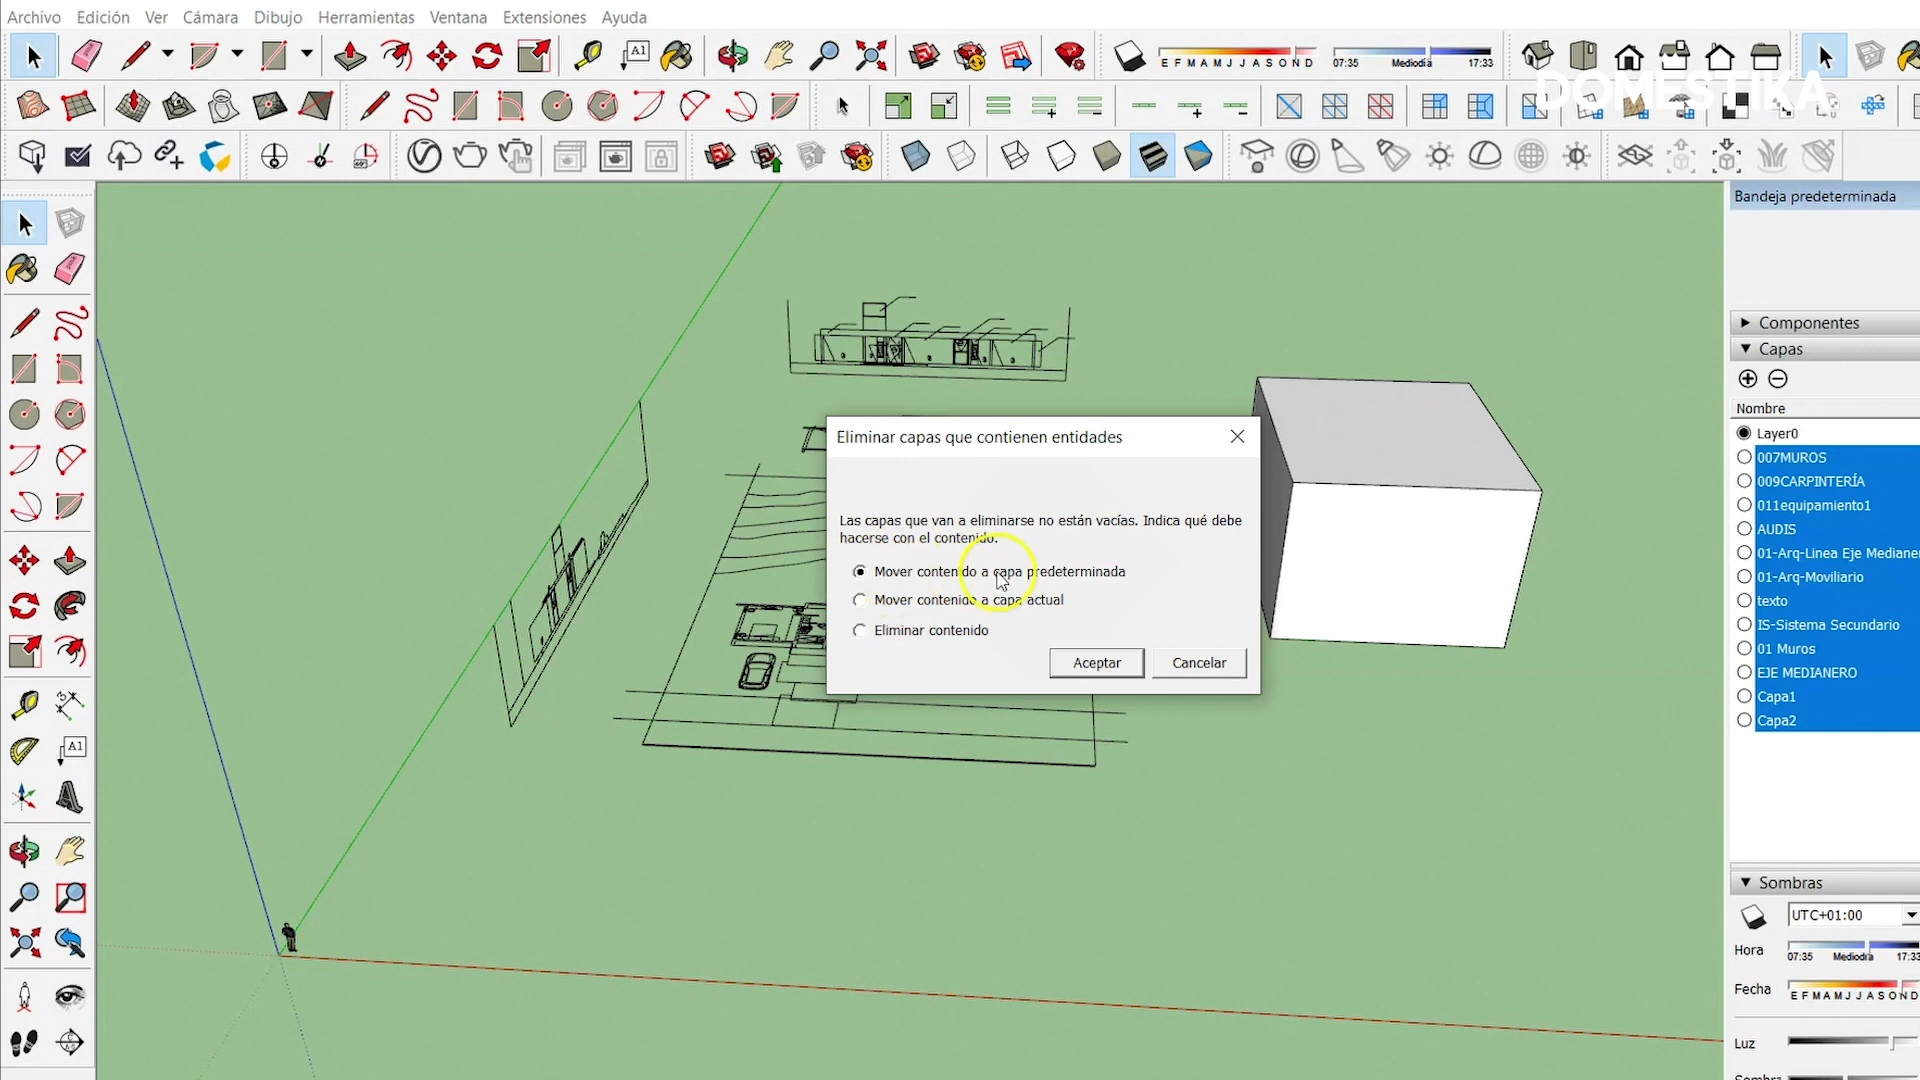 Archivo Edición Ver Cámara Dibujo Herramientas Ventana Extensiones Ayuda
E F M A M J J A S O N D 07:35 Mediodía 17:33
DOMESTIKA
Bandeja predeterminada
Componentes
Capas
Nombre
Layer0
007MUROS
009CARPINTERÍA
011equipamiento1
AUDIS
01-Arq-Linea Eje Mediane
01-Arq-Moviliario
texto
IS-Sistema Secundario
01 Muros
EJE MEDIANERO
Capa1
Capa2
Eliminar capas que contienen entidades
Las capas que van a eliminarse no están vacías. Indica qué debe
hacerse con el contenido.
Mover contenido a capa predeterminada
Mover contenido a capa actual
Eliminar contenido
Aceptar Cancelar
Sombras
UTC+01:00
Hora
07:35 Mediodía 17:33
Fecha
E F M A M J J A S O N D
Luz